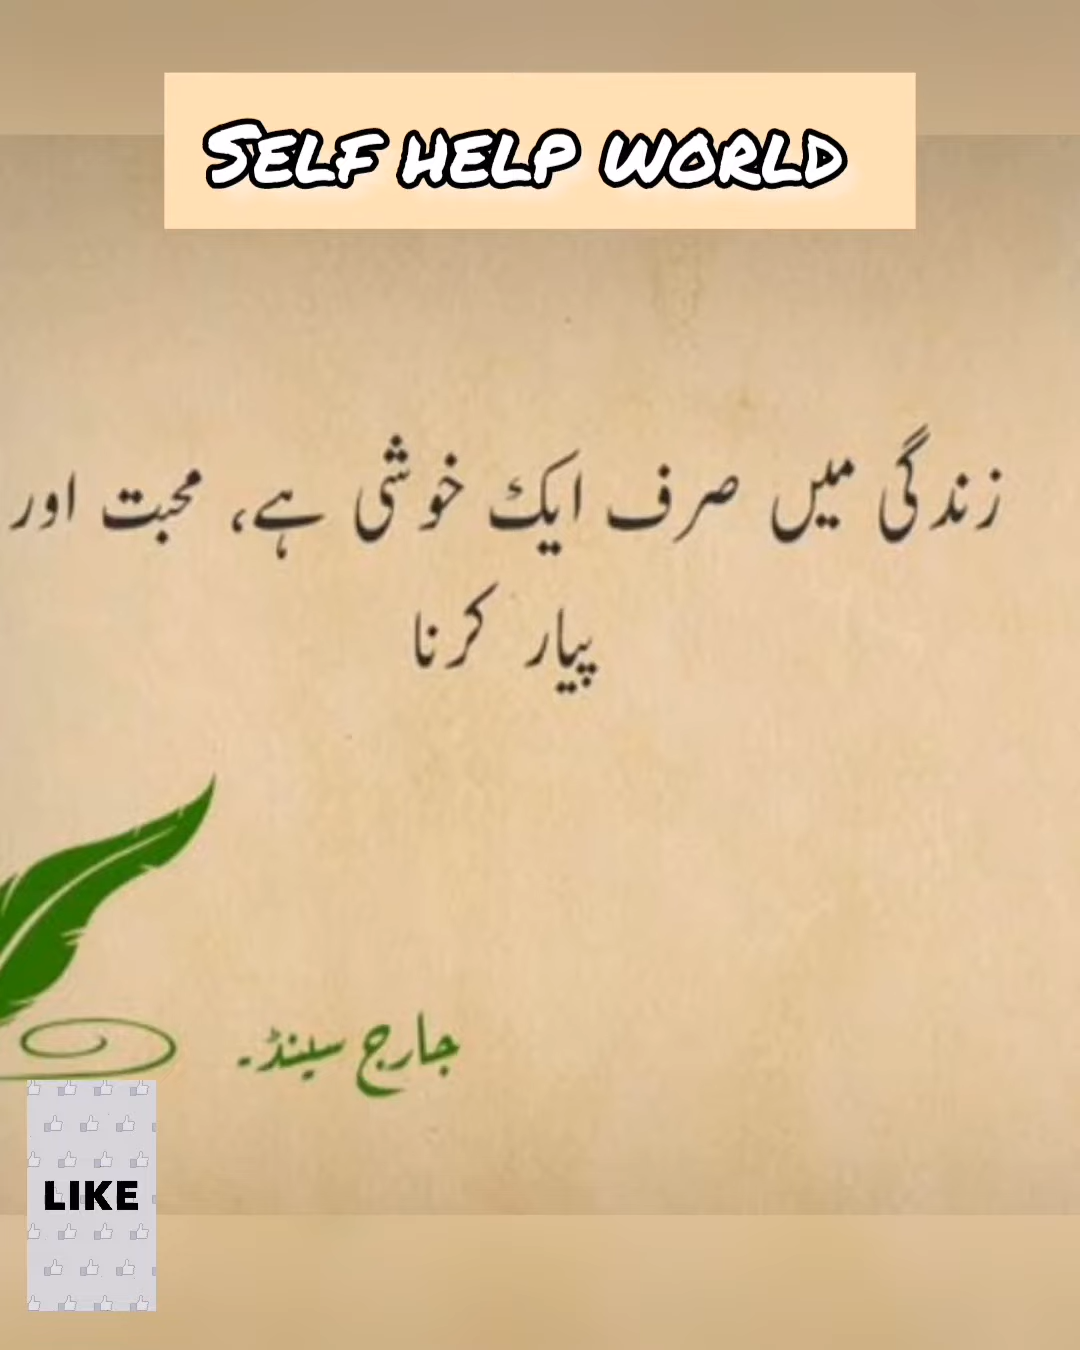 SELF HELP WORLD
زندگی میں صرف ایک خوشی ہے، محبت اور
پیار کرنا
جارج سینڈ۔
LIKE